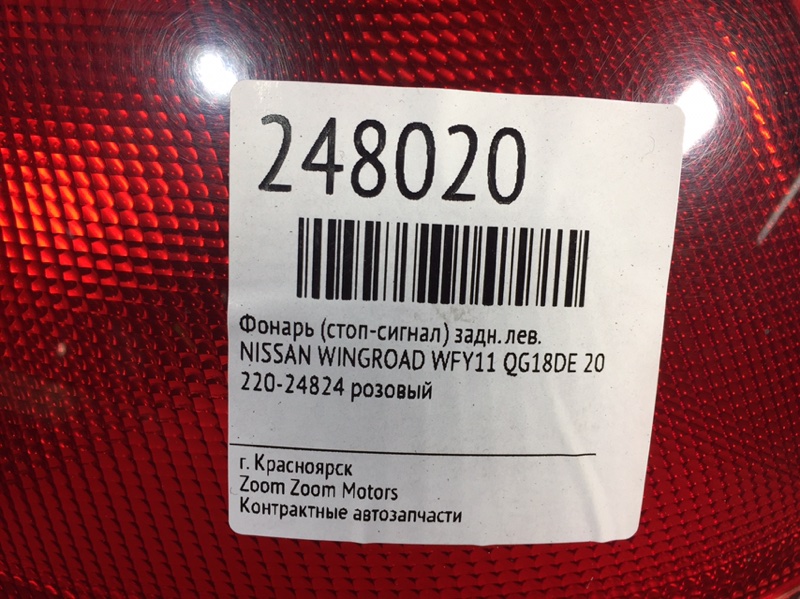 248020
Фонарь (стоп-сигнал) задн. лев.
NISSAN WINGROAD WFY11 QG18DE 20
220-24824 розовый
г. Красноярск
Zoom Zoom Motors
Контрактные автозапчасти